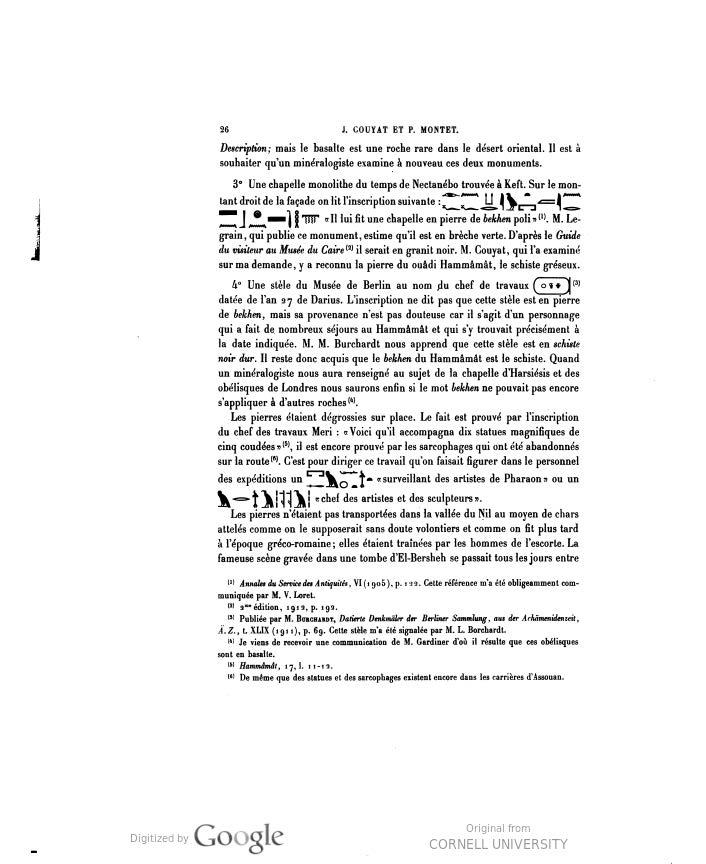 26
J. COUYAT ET P. MONTET.
Description; mais le basalte est une roche rare dans le désert oriental. Il est à
souhaiter qu'un minéralogiste examine à nouveau ces deux monuments.
3° Une chapelle monolithe du temps de Nectanébo trouvée à Keft. Sur le mon-
tant droit de la façade on lit l'inscription suivante :
«Il lui fit une chapelle en pierre de bekhen poli» (1). M. Le-
grain, qui publie ce monument, estime qu'il est en brèche verte. D'après le Guide
du visiteur au Musée du Caire (2) il serait en granit noir. M. Couyat, qui l'a examiné
sur ma demande, y a reconnu la pierre du ouâdi Hammâmât, le schiste gréseux.
4° Une stèle du Musée de Berlin au nom du chef de travaux (3)
datée de l'an 27 de Darius. L'inscription ne dit pas que cette stèle est en pierre
de bekhen, mais sa provenance n'est pas douteuse car il s'agit d'un personnage
qui a fait de nombreux séjours au Hammâmât et qui s'y trouvait précisément à
la date indiquée. M. M. Burchardt nous apprend que cette stèle est en schiste
noir dur. Il reste donc acquis que le bekhen du Hammâmât est le schiste. Quand
un minéralogiste nous aura renseigné au sujet de la chapelle d'Harsiésis et des
obélisques de Londres nous saurons enfin si le mot bekhen ne pouvait pas encore
s'appliquer à d'autres roches (4).
Les pierres étaient dégrossies sur place. Le fait est prouvé par l'inscription
du chef des travaux Meri : «Voici qu'il accompagna dix statues magnifiques de
cinq coudées» (5), il est encore prouvé par les sarcophages qui ont été abandonnés
sur la route (6). C'est pour diriger ce travail qu'on faisait figurer dans le personnel
des expéditions un «surveillant des artistes de Pharaon» ou un
«chef des artistes et des sculpteurs».
Les pierres n'étaient pas transportées dans la vallée du Nil au moyen de chars
attelés comme on le supposerait sans doute volontiers et comme on fit plus tard
à l'époque gréco-romaine; elles étaient traînées par les hommes de l'escorte. La
fameuse scène gravée dans une tombe d'El-Bersheh se passait tous les jours entre
(1) Annales du Service des Antiquités, VI (1905), p. 122. Cette référence m'a été obligeamment com-
muniquée par M. V. Loret.
(2) 2me édition, 1912, p. 192.
(3) Publiée par M. BURCHARDT, Datierte Denkmäler der Berliner Sammlung, aus der Achämenidenzeit,
Ä. Z., t. XLIX (1911), p. 69. Cette stèle m'a été signalée par M. L. Borchardt.
(4) Je viens de recevoir une communication de M. Gardiner d'où il résulte que ces obélisques
sont en basalte.
(5) Hammâmât, 17, l. 11-12.
(6) De même que des statues et des sarcophages existent encore dans les carrières d'Assouan.
Digitized by Google
Original from
CORNELL UNIVERSITY